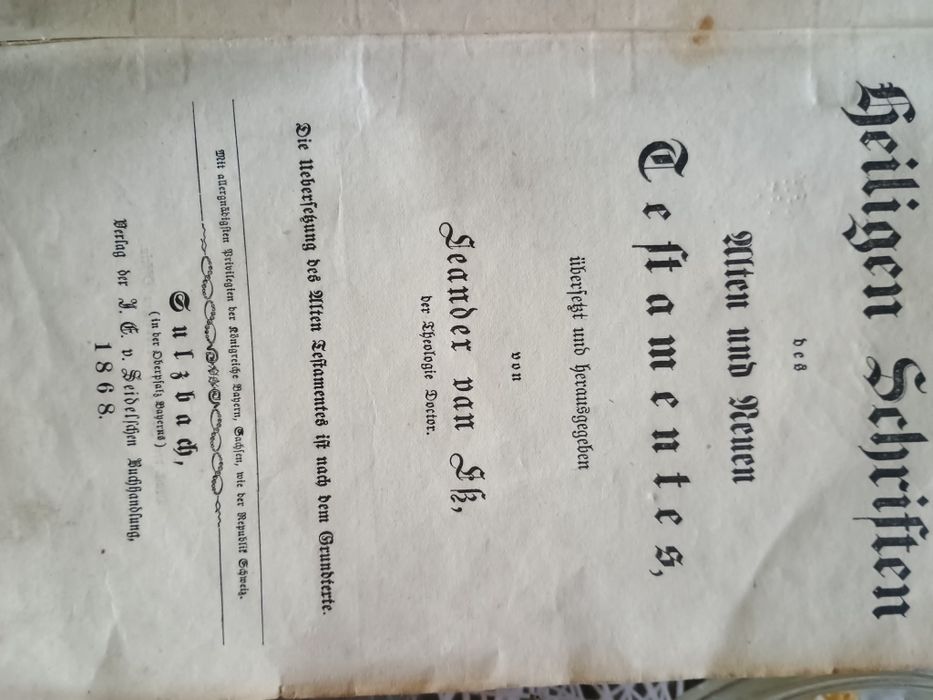 Heiligen Schriften
des
Alten und Neuen
Testamentes,
übersetzt und herausgegeben
von
Leander van Eß,
der Theologie Doctor.
Die Uebersetzung des Alten Testamentes ist nach dem Grundtexte.
Mit allergnädigsten Privilegien der Königreiche Bayern, Sachsen, wie der Republik Schweiz.
Sulzbach,
(in der Oberpfalz Bayerns)
Verlag der J. E. v. Seidelschen Buchhandlung,
1868.